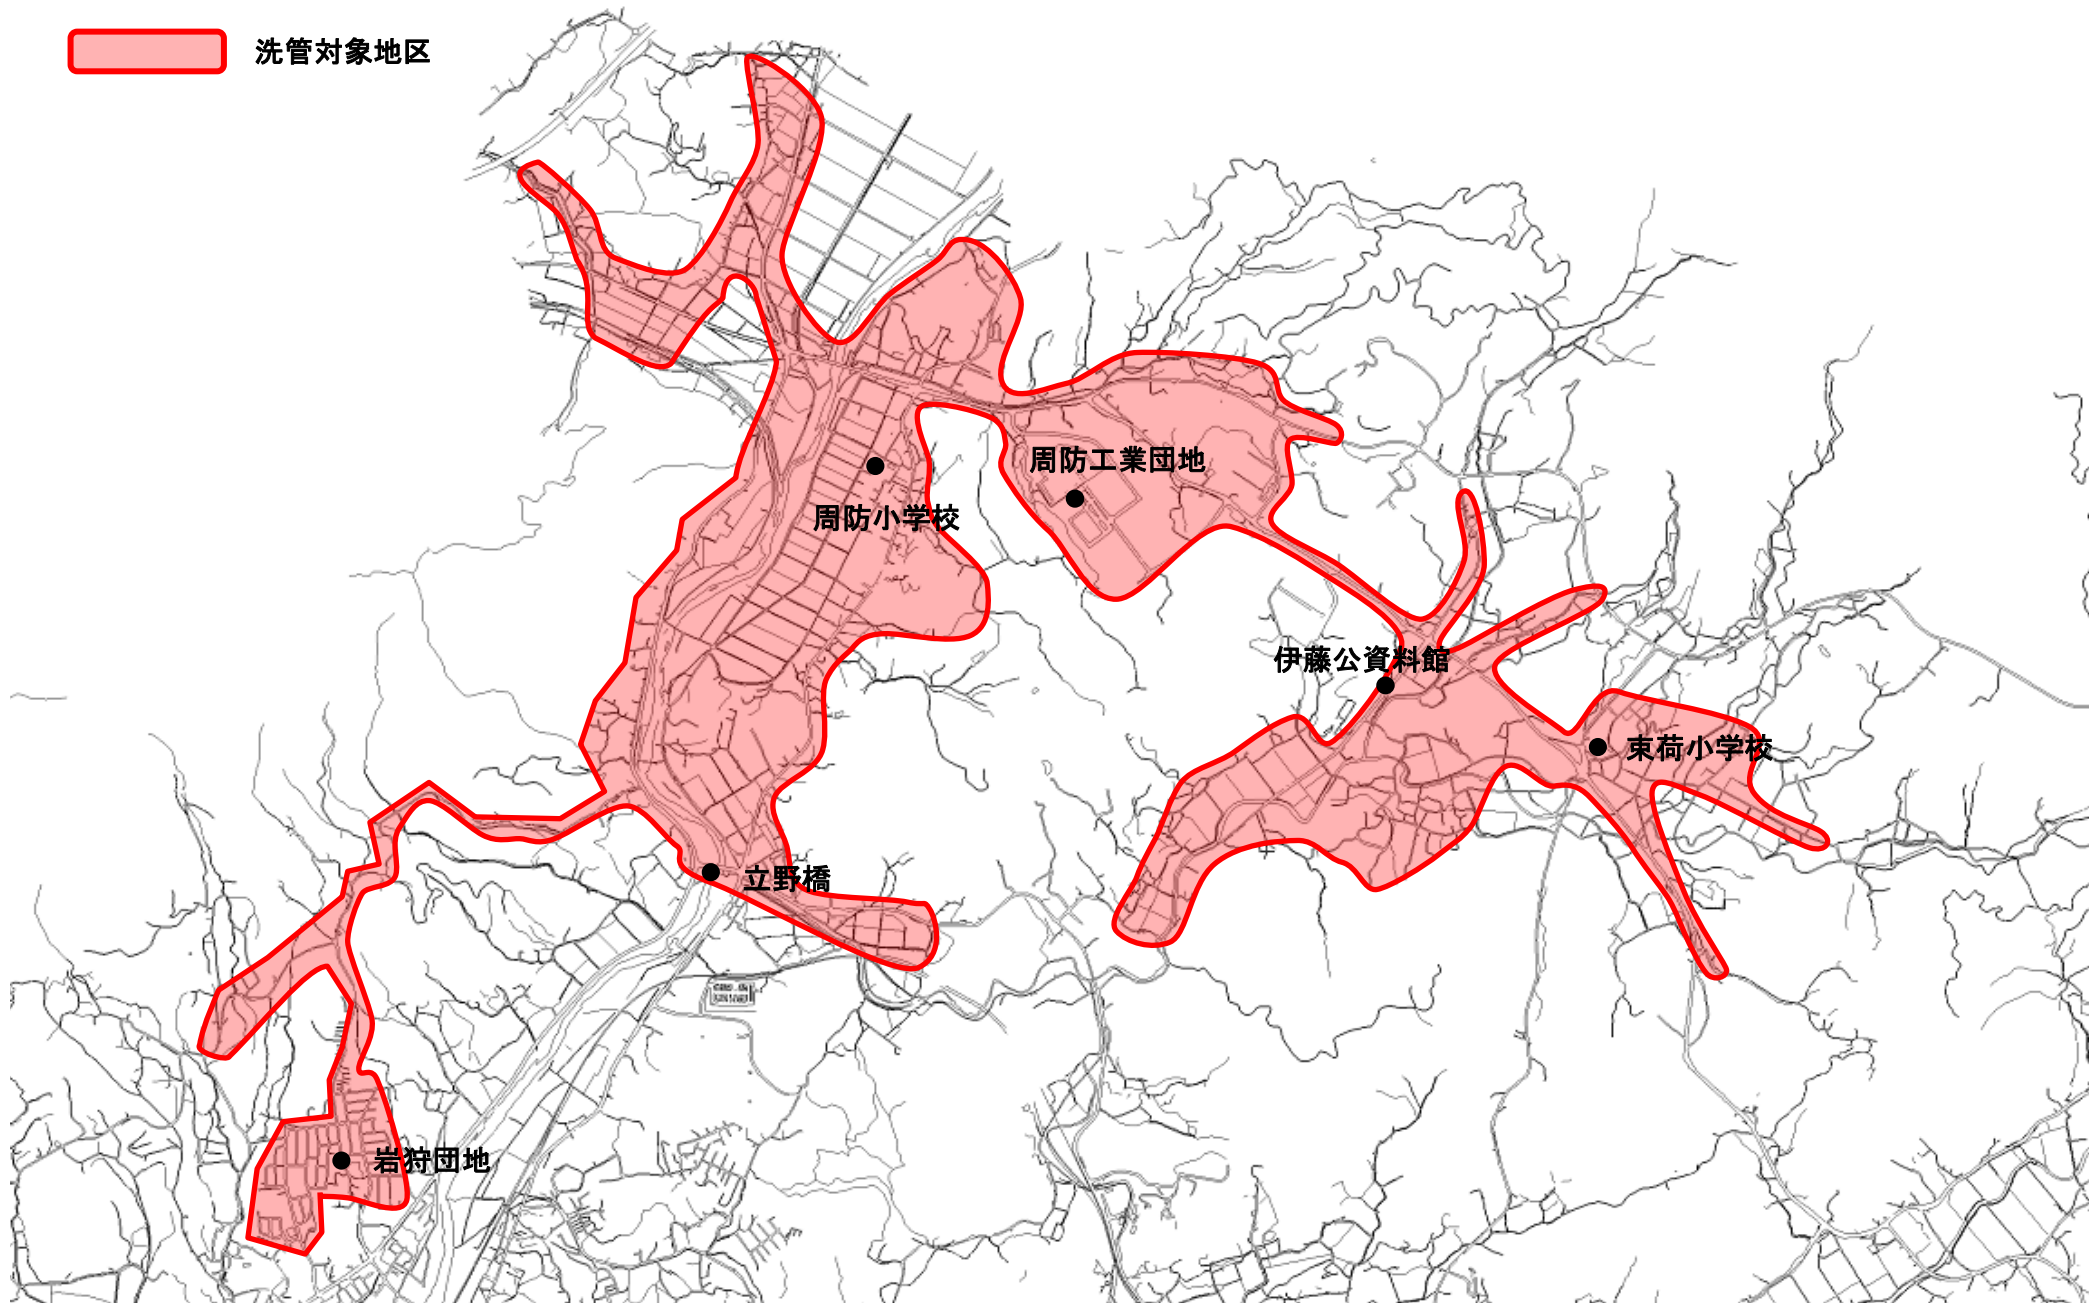 洗管対象地区
周防工業団地
周防小学校
伊藤公資料館
束荷小学校
立野橋
岩狩団地